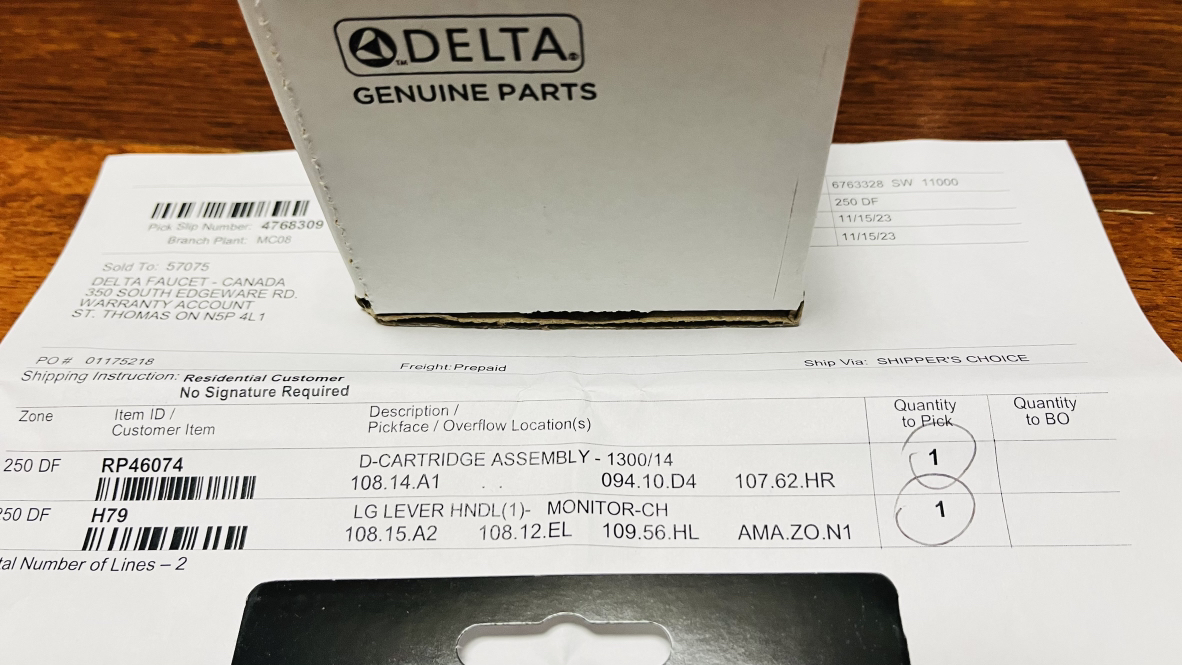 DELTA
GENUINE PARTS
6763328 SW 11000
250 DF
11/15/23
11/15/23
Pick Slip Number: 4768309
Branch Plant: MC08
Sold To: 57075
DELTA FAUCET - CANADA
350 SOUTH EDGEWARE RD.
WARRANTY ACCOUNT
ST. THOMAS ON N5P 4L1
PO # 01175218 Freight: Prepaid Ship Via: SHIPPER'S CHOICE
Shipping Instruction: Residential Customer
No Signature Required
Zone Item ID / Customer Item Description / Pickface / Overflow Location(s) Quantity to Pick Quantity to BO
250 DF RP46074 D-CARTRIDGE ASSEMBLY - 1300/14 1
108.14.A1 . . 094.10.D4 107.62.HR
50 DF H79 LG LEVER HNDL(1)- MONITOR-CH 1
108.15.A2 108.12.EL 109.56.HL AMA.ZO.N1
tal Number of Lines – 2